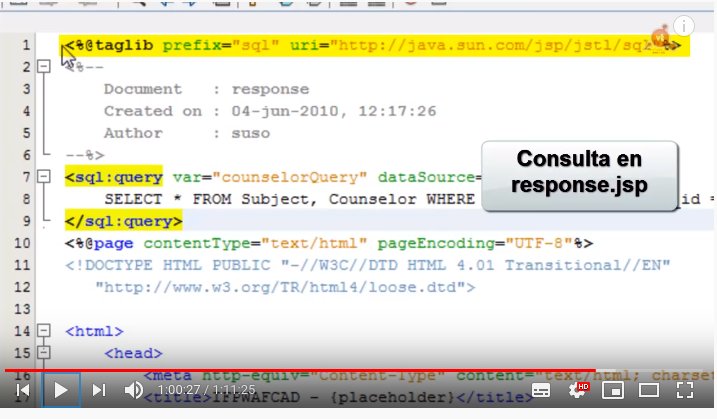 1 <%@taglib prefix="sql" uri="http://java.sun.com/jsp/jstl/sql"%>
2 <%--
3 Document : response
4 Created on : 04-jun-2010, 12:17:26
5 Author : suso
6 --%>
7 <sql:query var="counselorQuery" dataSource=
8 SELECT * FROM Subject, Counselor WHERE _id =
9 </sql:query>
Consulta en
response.jsp
10 <%@page contentType="text/html" pageEncoding="UTF-8"%>
11 <!DOCTYPE HTML PUBLIC "-//W3C//DTD HTML 4.01 Transitional//EN"
12 "http://www.w3.org/TR/html4/loose.dtd">
13
14 <html>
15 <head>
16 <meta http-equiv="Content-Type" content="text/html; charset
17 <title>IFPWAFCAD - {placeholder}</title>
1:00:27 / 1:11:25
HD